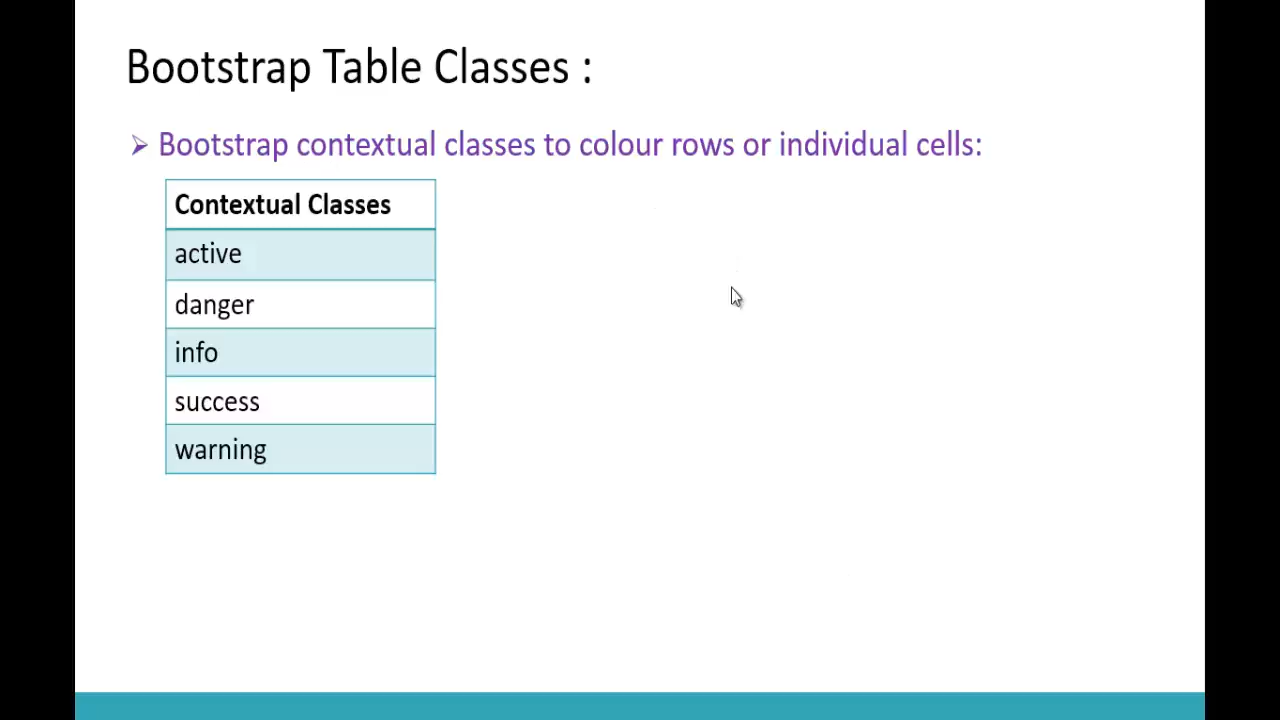 Bootstrap Table Classes :
Bootstrap contextual classes to colour rows or individual cells:
Contextual Classes
active
danger
info
success
warning